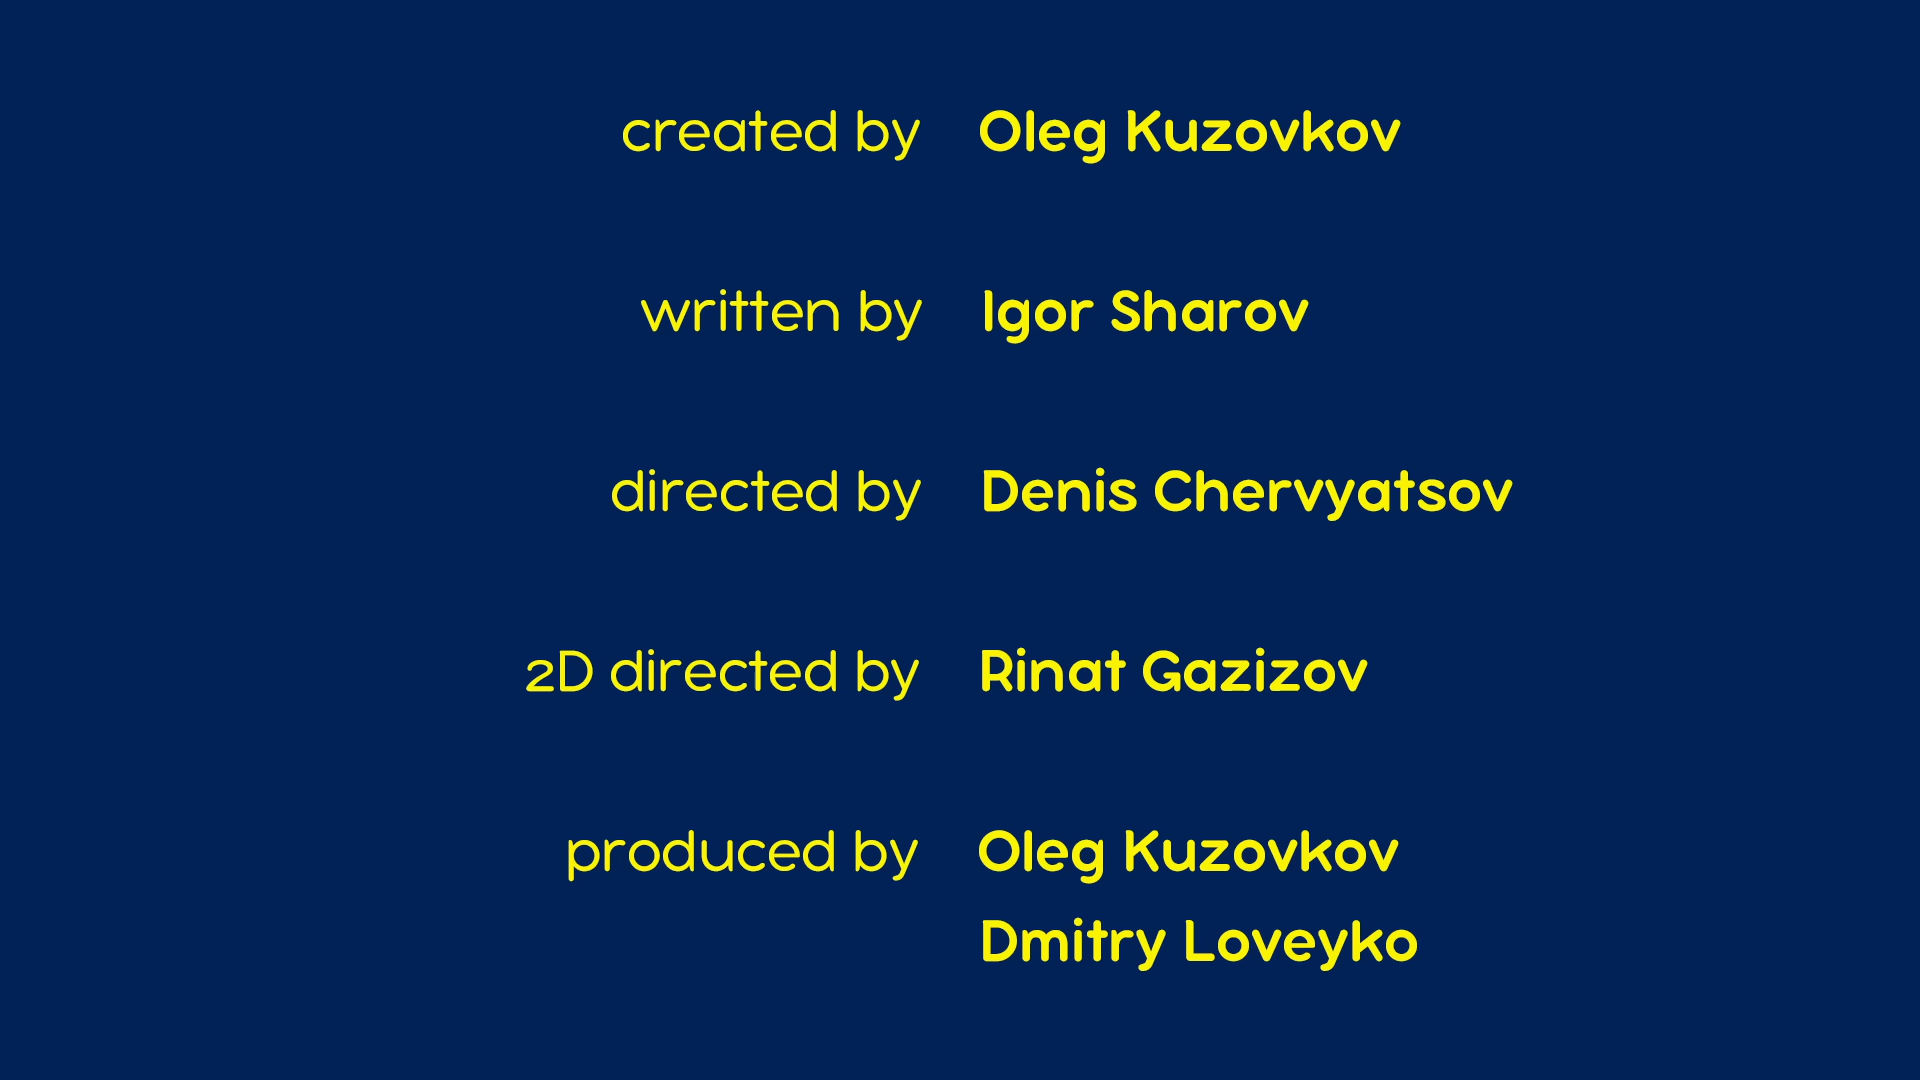 created by Oleg Kuzovkov
written by Igor Sharov
directed by Denis Chervyatsov
2D directed by Rinat Gazizov
produced by Oleg Kuzovkov
Dmitry Loveyko